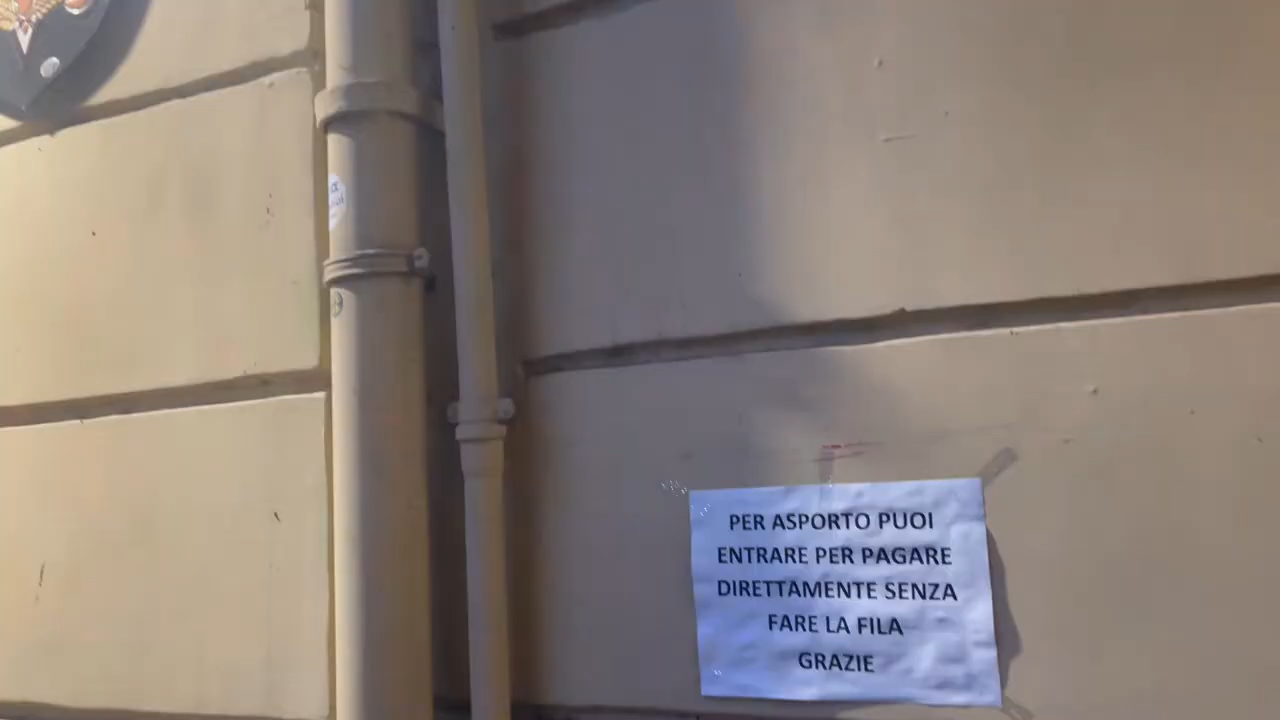 PER ASPORTO PUOI
ENTRARE PER PAGARE
DIRETTAMENTE SENZA
FARE LA FILA
GRAZIE